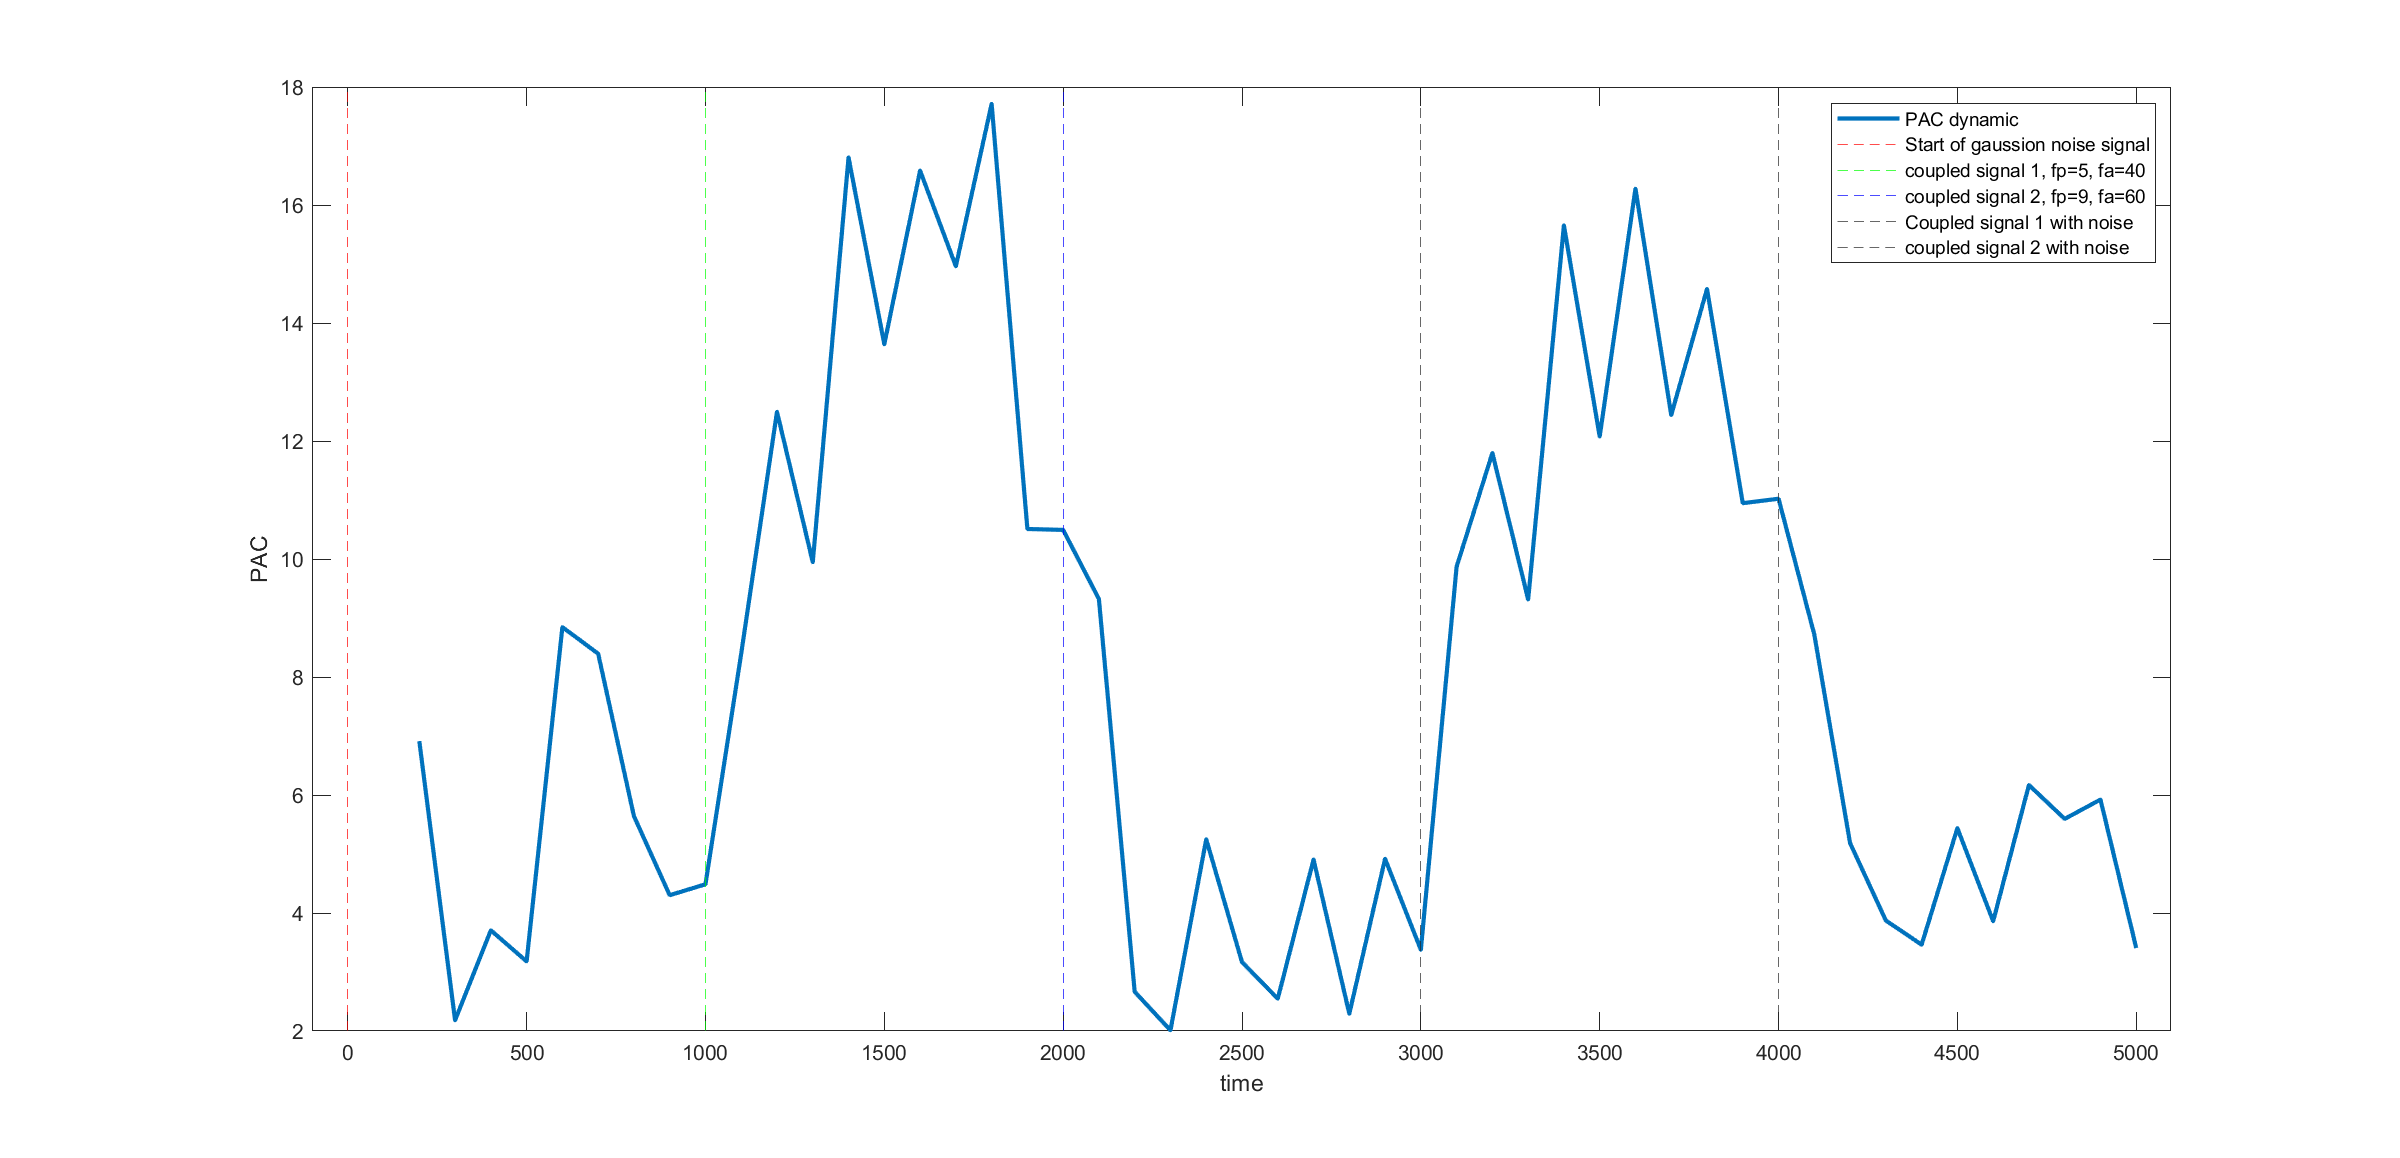 18
16
14
12
10
8
6
4
2
PAC
0 500 1000 1500 2000 2500 3000 3500 4000 4500 5000
time
PAC dynamic
Start of gaussion noise signal
coupled signal 1, fp=5, fa=40
coupled signal 2, fp=9, fa=60
Coupled signal 1 with noise
coupled signal 2 with noise